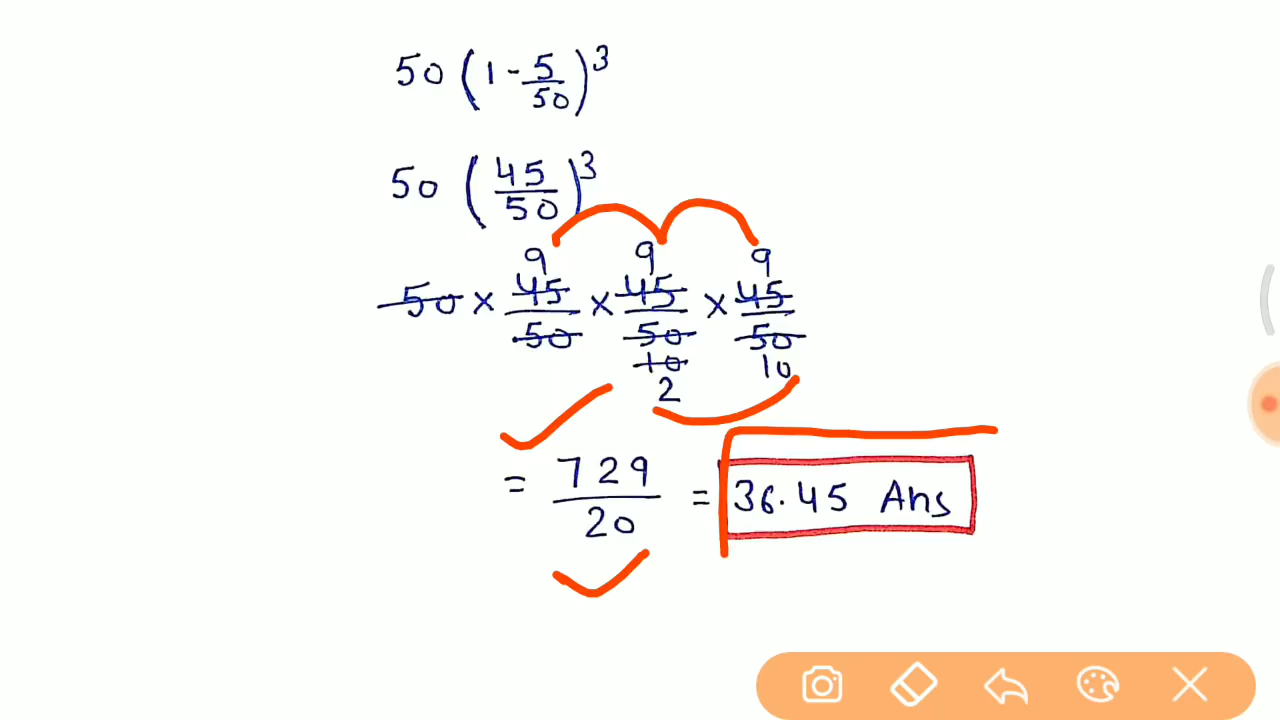 50 (1 - 5/50)³
50 (45/50)³
9 9 9
50 × 45/50 × 45/50 × 45/50
10 10
2
= 729/20 = 36.45 Ans